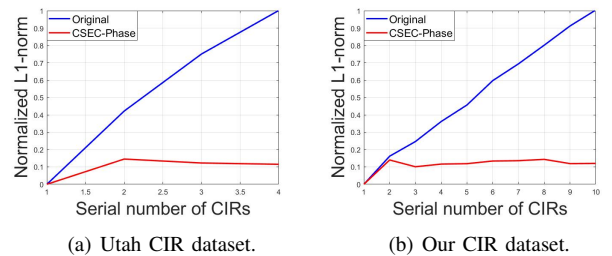 Normalized L1-norm
1
0.9
0.8
0.7
0.6
0.5
0.4
0.3
0.2
0.1
0
Original
CSEC-Phase
1 1.5 2 2.5 3 3.5 4
Serial number of CIRs
(a) Utah CIR dataset.
Normalized L1-norm
1
0.9
0.8
0.7
0.6
0.5
0.4
0.3
0.2
0.1
0
Original
CSEC-Phase
1 2 3 4 5 6 7 8 9 10
Serial number of CIRs
(b) Our CIR dataset.